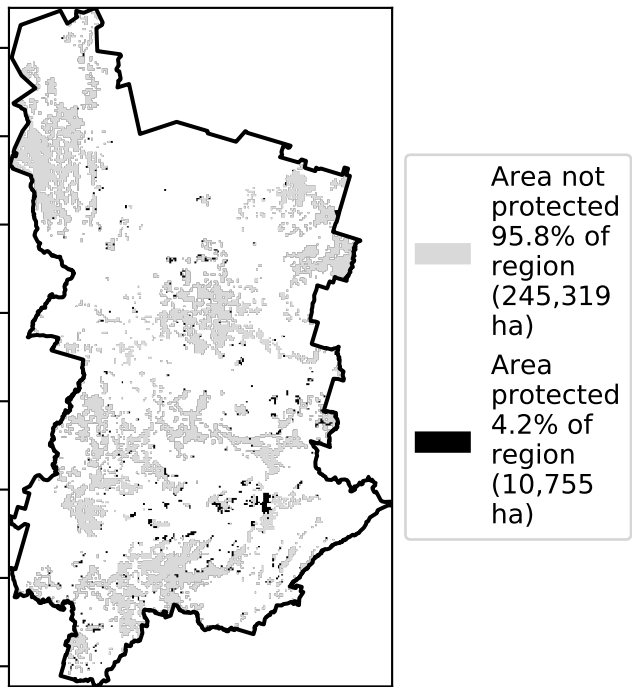 Area not
protected
95.8% of
region
(245,319
ha)
Area
protected
4.2% of
region
(10,755
ha)